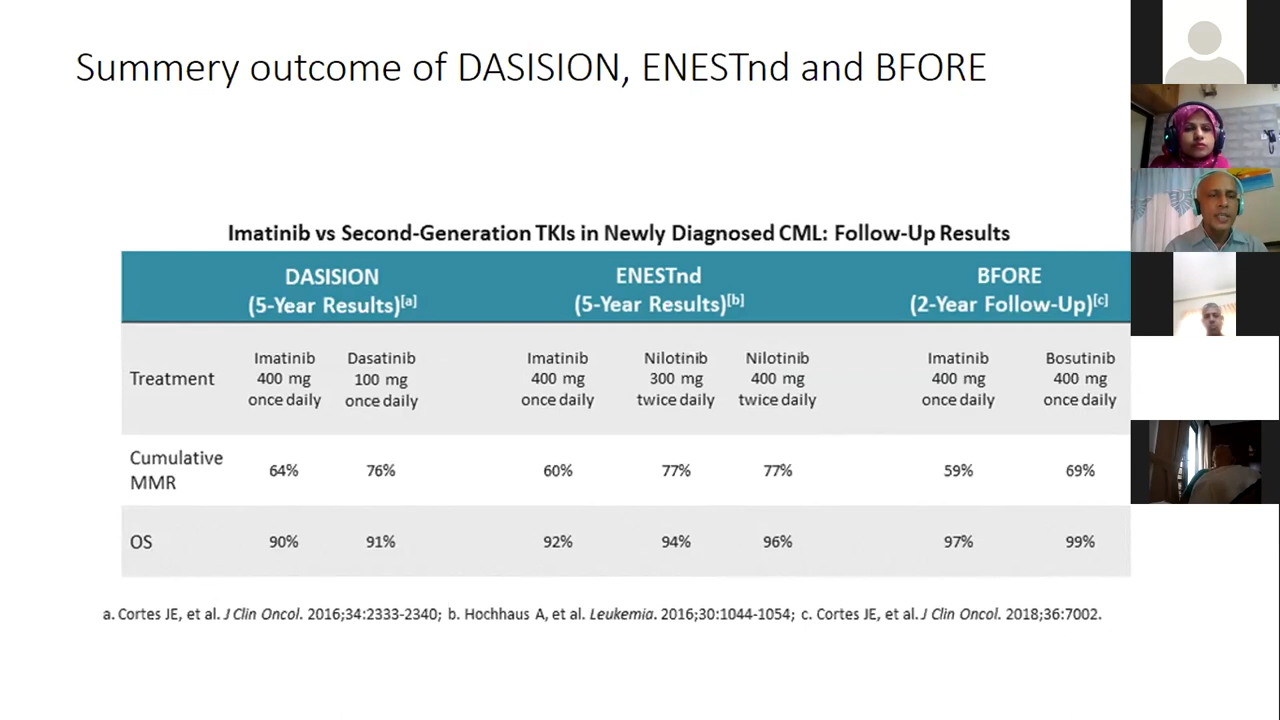 Summery outcome of DASISION, ENESTnd and BFORE
Imatinib vs Second-Generation TKIs in Newly Diagnosed CML: Follow-Up Results
DASISION (5-Year Results)[a] ENESTnd (5-Year Results)[b] BFORE (2-Year Follow-Up)[c]
Treatment Imatinib 400 mg once daily Dasatinib 100 mg once daily Imatinib 400 mg once daily Nilotinib 300 mg twice daily Nilotinib 400 mg twice daily Imatinib 400 mg once daily Bosutinib 400 mg once daily
Cumulative MMR 64% 76% 60% 77% 77% 59% 69%
OS 90% 91% 92% 94% 96% 97% 99%
a. Cortes JE, et al. J Clin Oncol. 2016;34:2333-2340; b. Hochhaus A, et al. Leukemia. 2016;30:1044-1054; c. Cortes JE, et al. J Clin Oncol. 2018;36:7002.